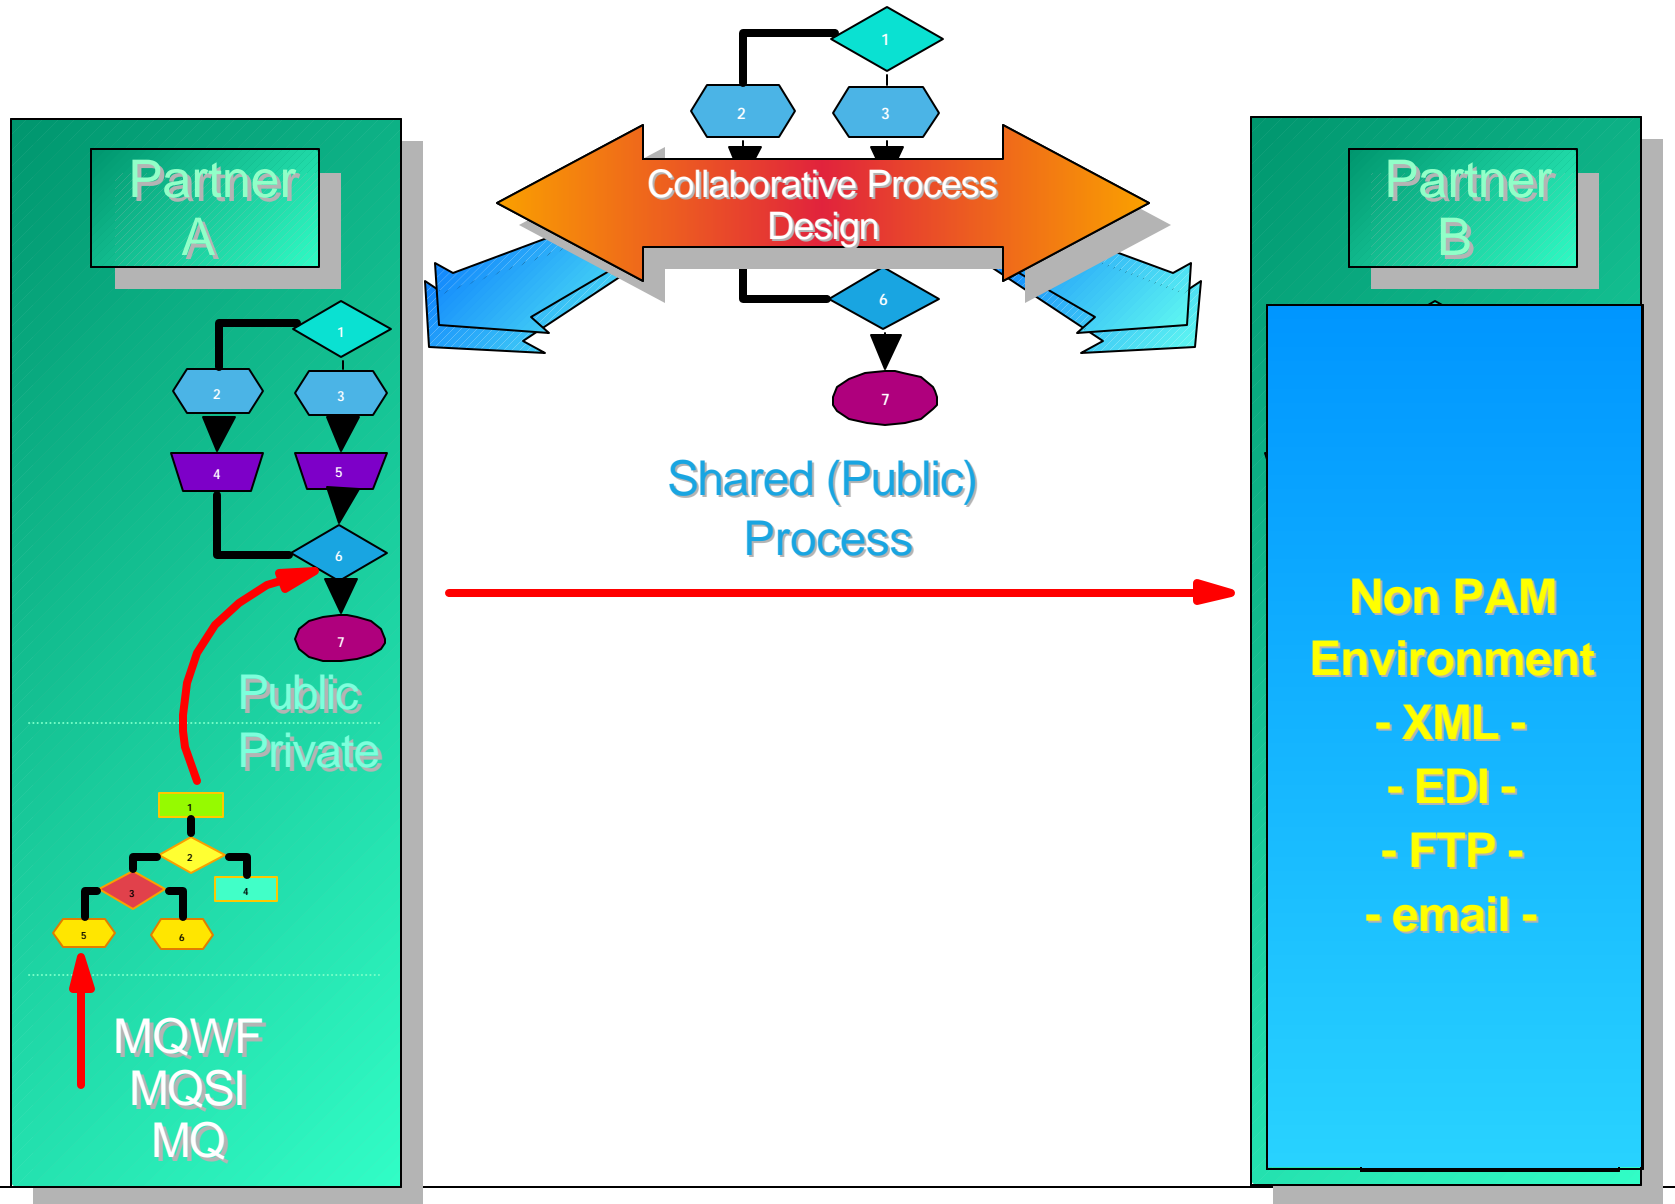 1
2
3
Collaborative Process
Design
6
7
Shared (Public)
Process
Partner
A
1
2
3
4
5
6
7
Public
Private
1
2
3
4
5
6
MQWF
MQSI
MQ
Partner
B
Non PAM
Environment
- XML -
- EDI -
- FTP -
- email -